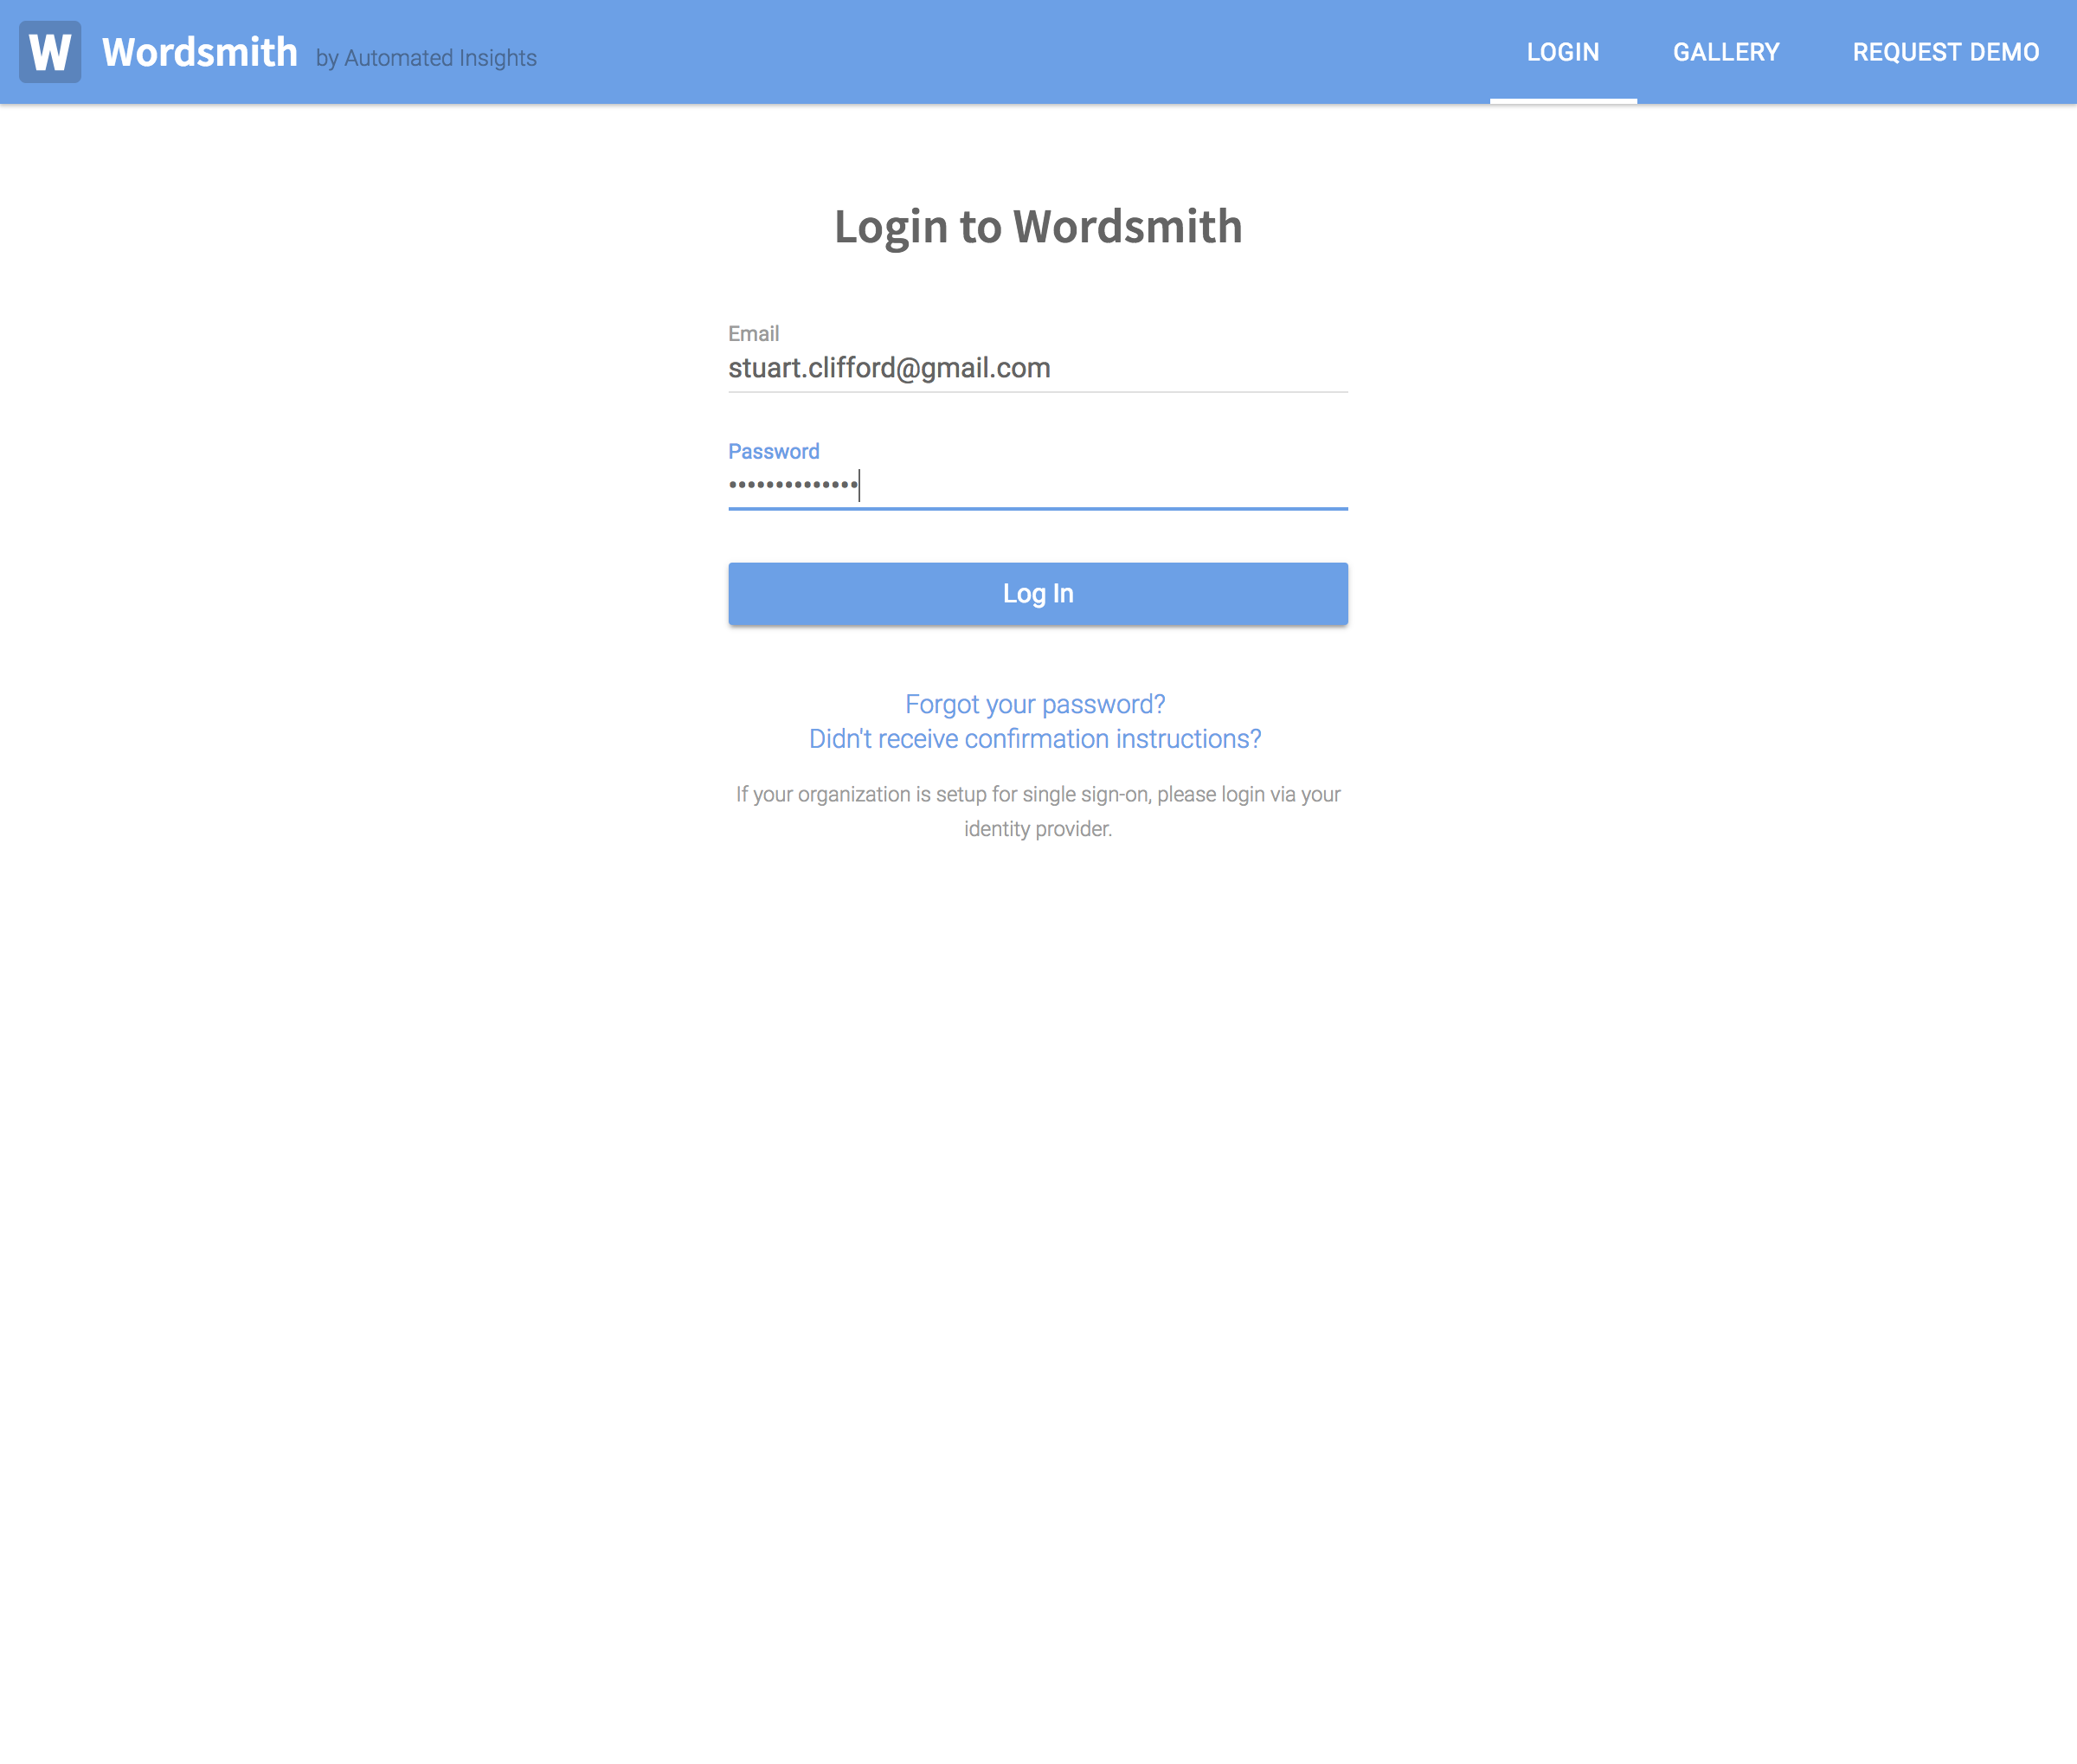 W Wordsmith by Automated Insights LOGIN GALLERY REQUEST DEMO
Login to Wordsmith
Email
stuart.clifford@gmail.com
Password
••••••••••••••
Log In
Forgot your password?
Didn't receive confirmation instructions?
If your organization is setup for single sign-on, please login via your
identity provider.